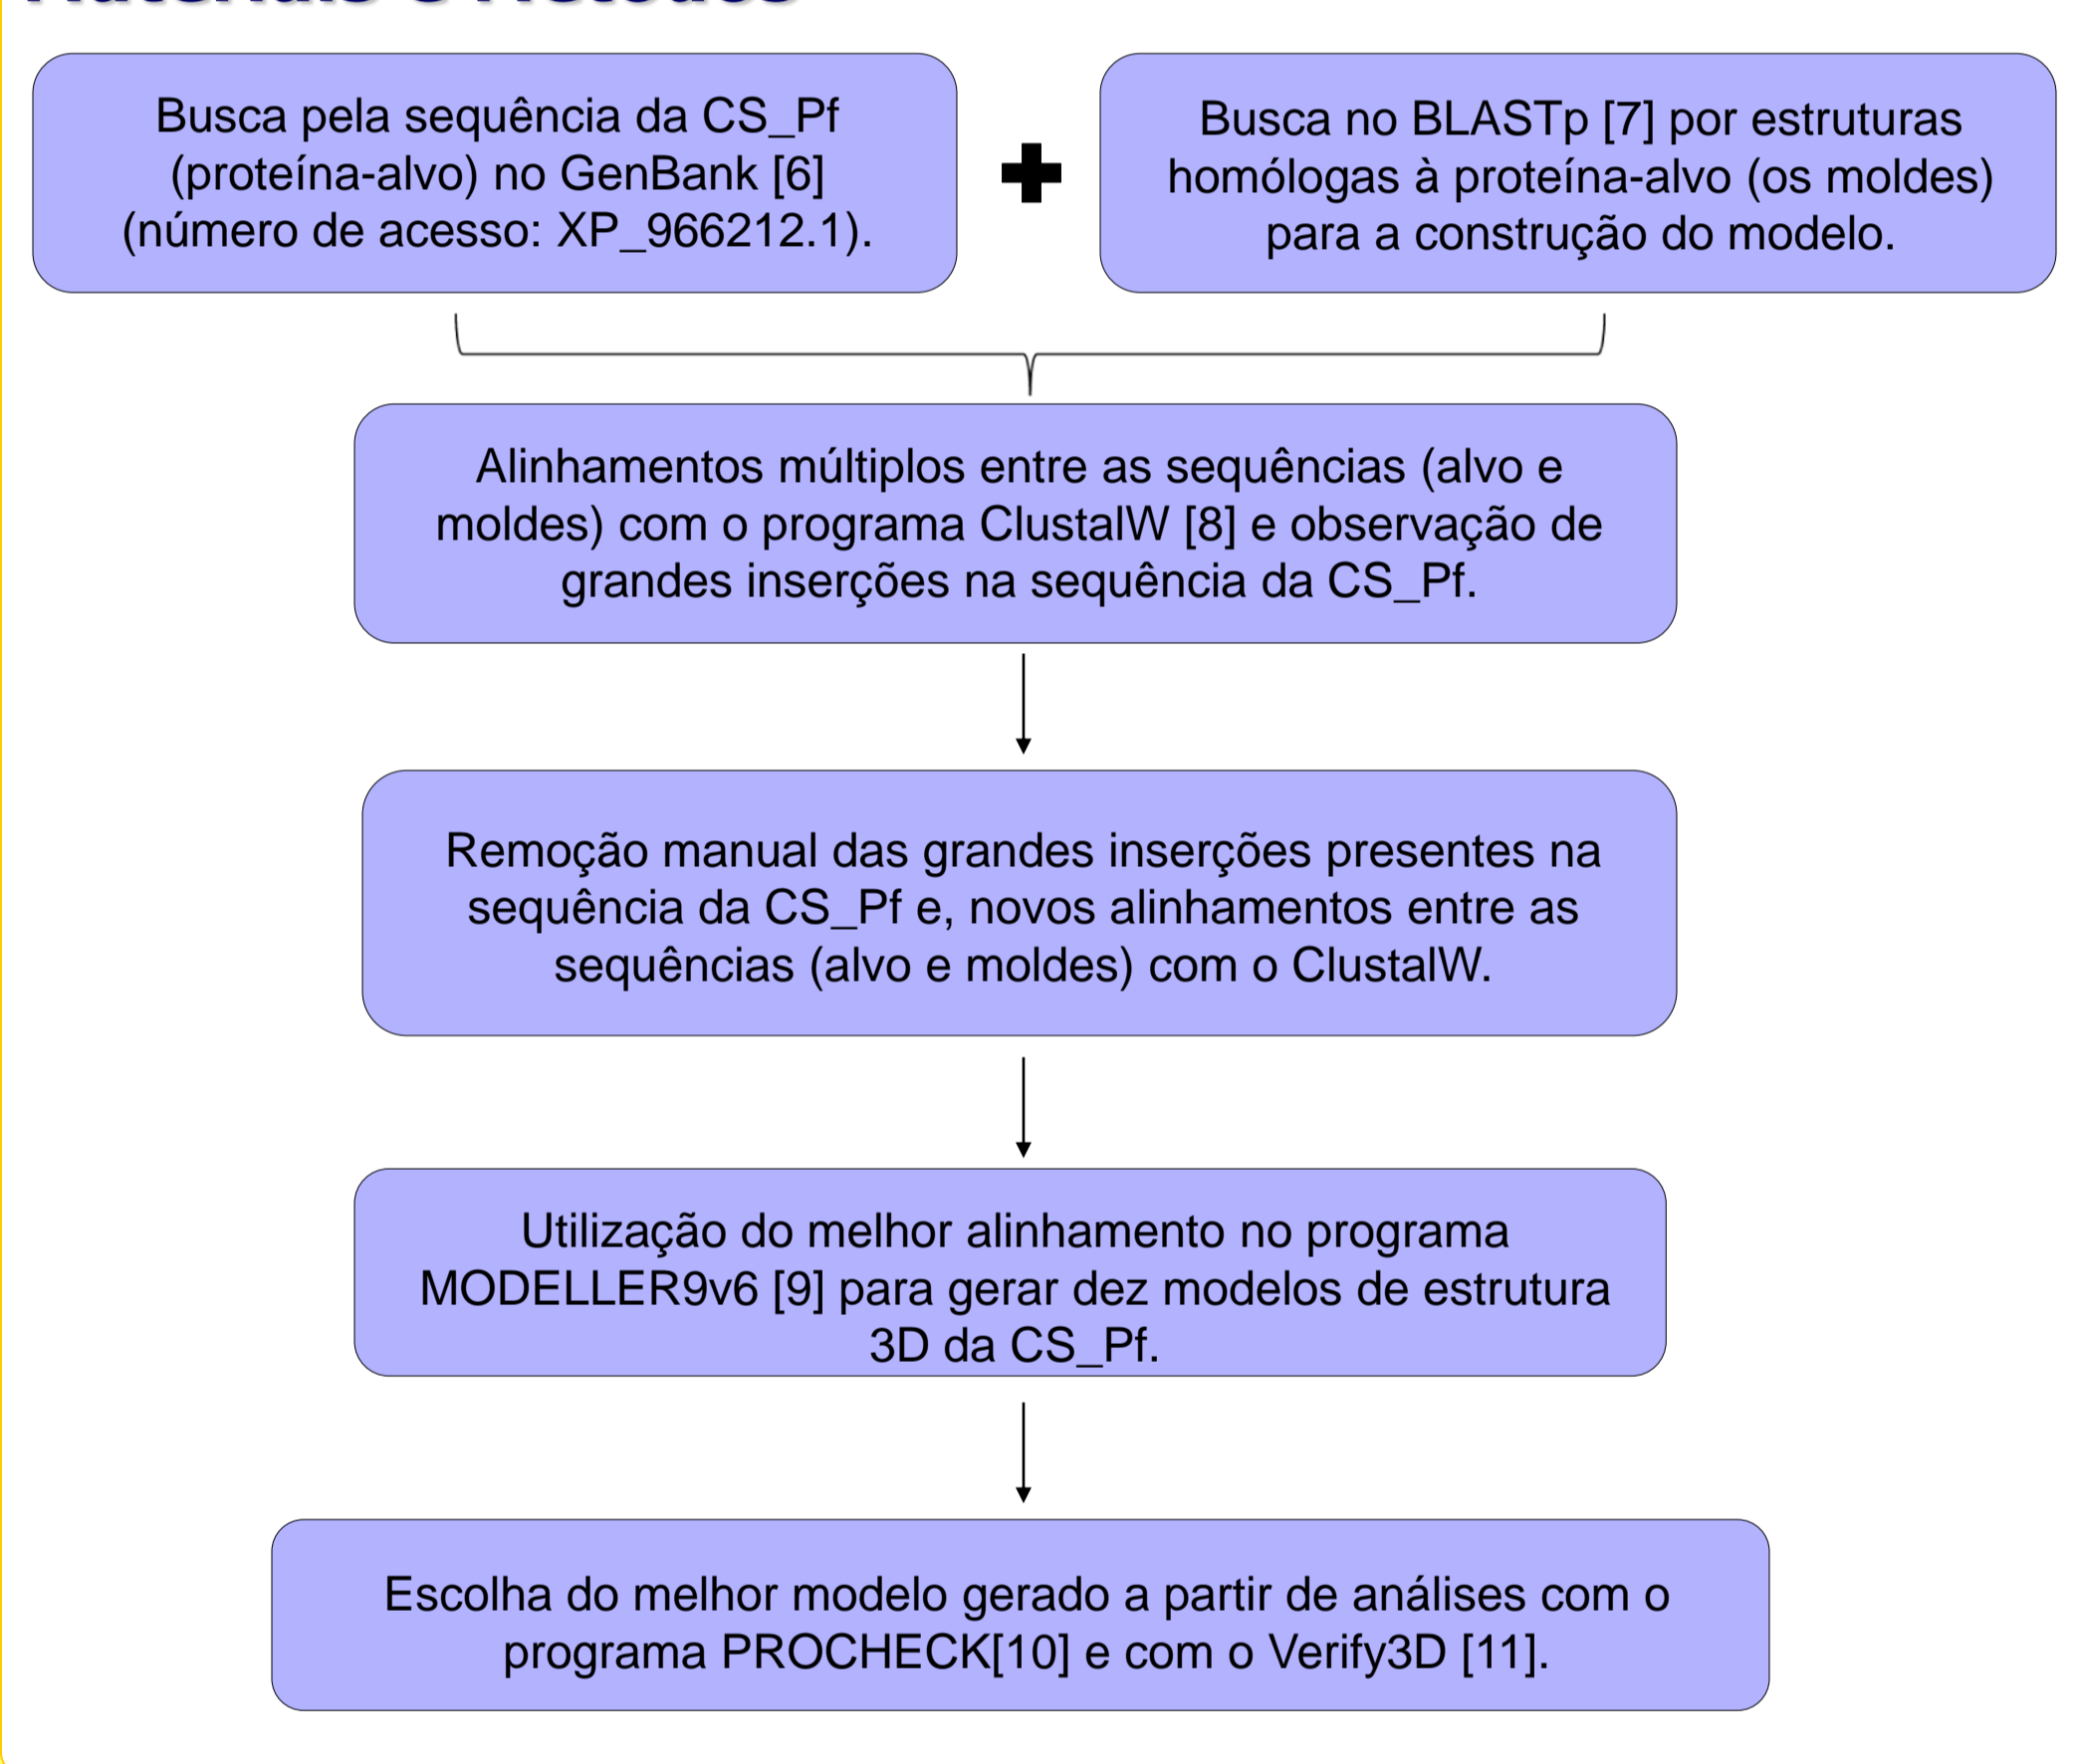 Busca pela sequência da CS_Pf
(proteína-alvo) no GenBank [6]
(número de acesso: XP_966212.1).
Busca no BLASTp [7] por estruturas
homólogas à proteína-alvo (os moldes)
para a construção do modelo.
Alinhamentos múltiplos entre as sequências (alvo e
moldes) com o programa ClustalW [8] e observação de
grandes inserções na sequência da CS_Pf.
Remoção manual das grandes inserções presentes na
sequência da CS_Pf e, novos alinhamentos entre as
sequências (alvo e moldes) com o ClustalW.
Utilização do melhor alinhamento no programa
MODELLER9v6 [9] para gerar dez modelos de estrutura
3D da CS_Pf.
Escolha do melhor modelo gerado a partir de análises com o
programa PROCHECK[10] e com o Verify3D [11].